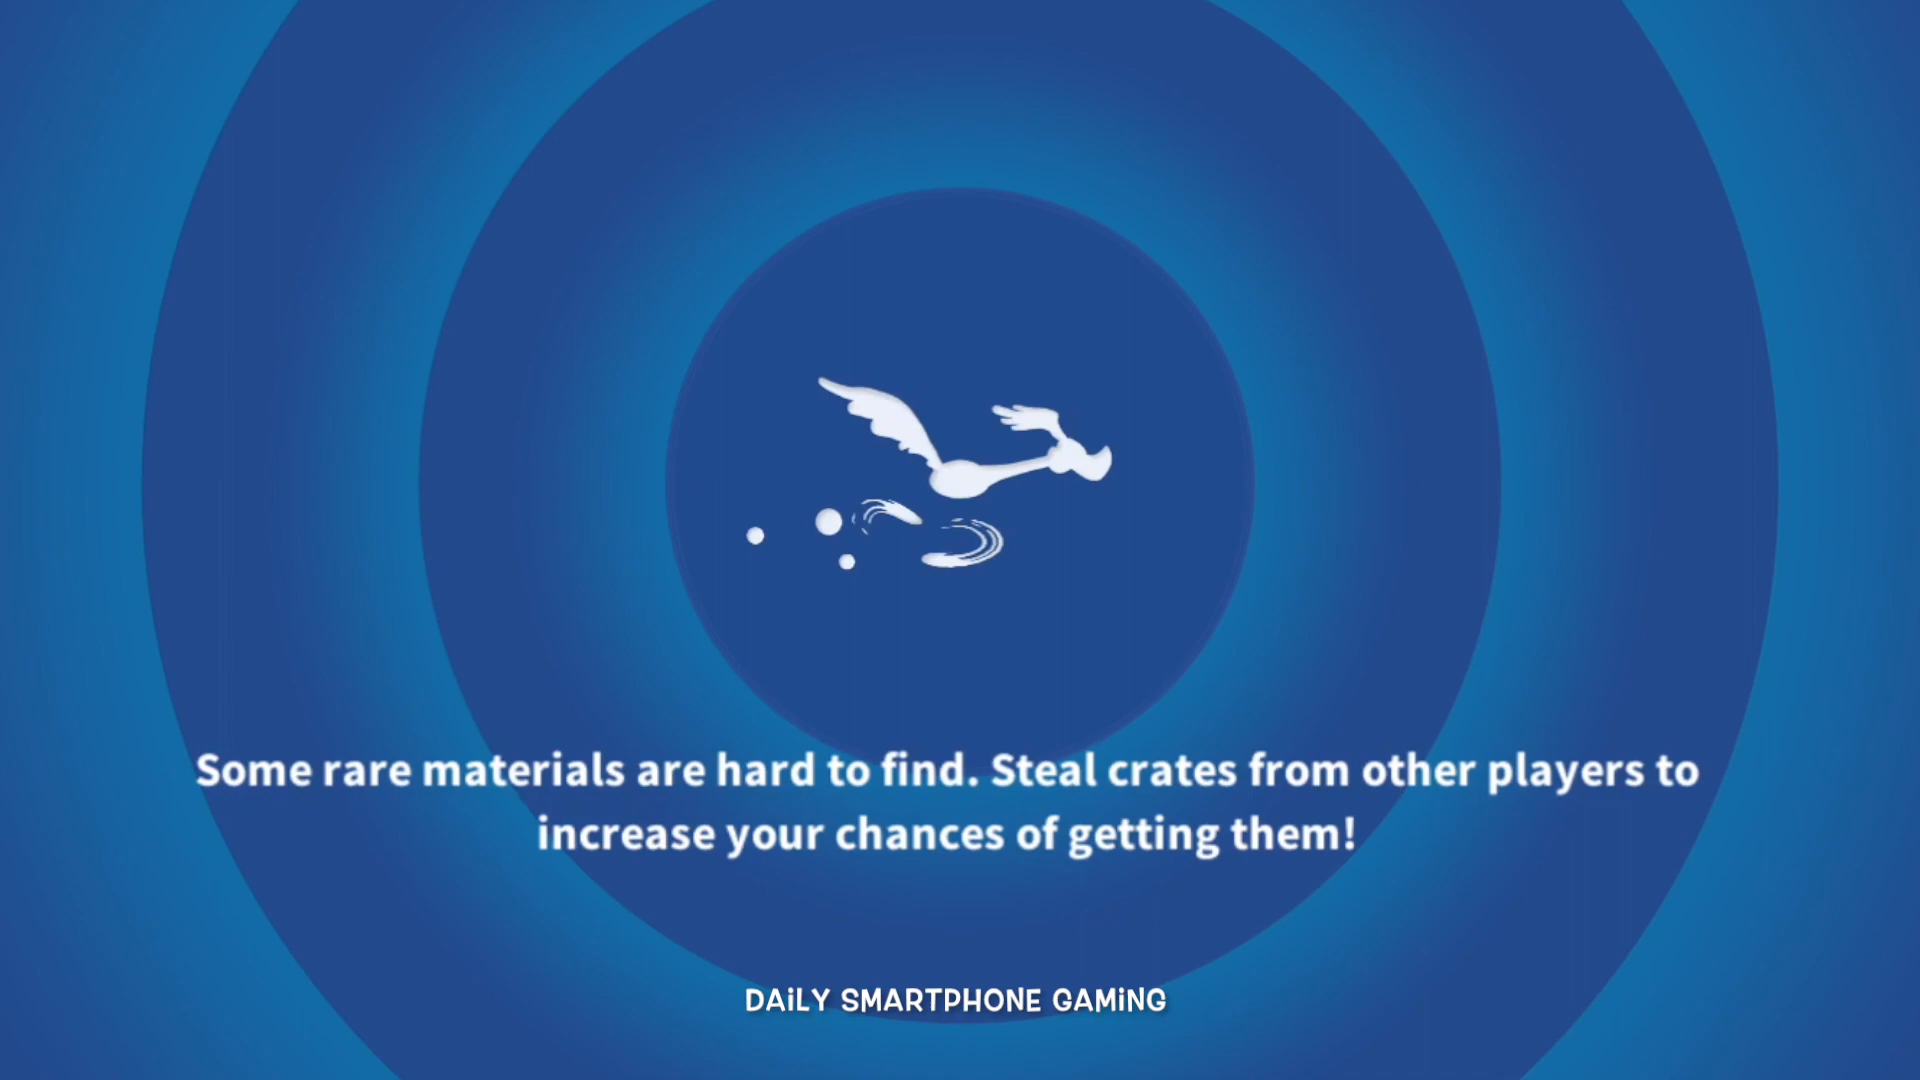 Some rare materials are hard to find. Steal crates from other players to
increase your chances of getting them!
DAiLY SMARTPHONE GAMiNG